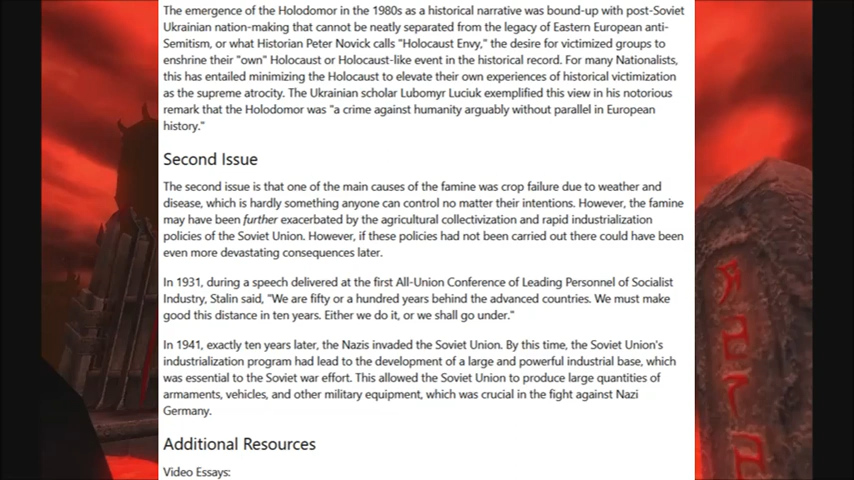 The emergence of the Holodomor in the 1980s as a historical narrative was bound-up with post-Soviet
Ukrainian nation-making that cannot be neatly separated from the legacy of Eastern European anti-
Semitism, or what Historian Peter Novick calls "Holocaust Envy," the desire for victimized groups to
enshrine their "own" Holocaust or Holocaust-like event in the historical record. For many Nationalists,
this has entailed minimizing the Holocaust to elevate their own experiences of historical victimization
as the supreme atrocity. The Ukrainian scholar Lubomyr Luciuk exemplified this view in his notorious
remark that the Holodomor was "a crime against humanity arguably without parallel in European
history."
Second Issue
The second issue is that one of the main causes of the famine was crop failure due to weather and
disease, which is hardly something anyone can control no matter their intentions. However, the famine
may have been further exacerbated by the agricultural collectivization and rapid industrialization
policies of the Soviet Union. However, if these policies had not been carried out there could have been
even more devastating consequences later.
In 1931, during a speech delivered at the first All-Union Conference of Leading Personnel of Socialist
Industry, Stalin said, "We are fifty or a hundred years behind the advanced countries. We must make
good this distance in ten years. Either we do it, or we shall go under."
In 1941, exactly ten years later, the Nazis invaded the Soviet Union. By this time, the Soviet Union's
industrialization program had lead to the development of a large and powerful industrial base, which
was essential to the Soviet war effort. This allowed the Soviet Union to produce large quantities of
armaments, vehicles, and other military equipment, which was crucial in the fight against Nazi
Germany.
Additional Resources
Video Essays: